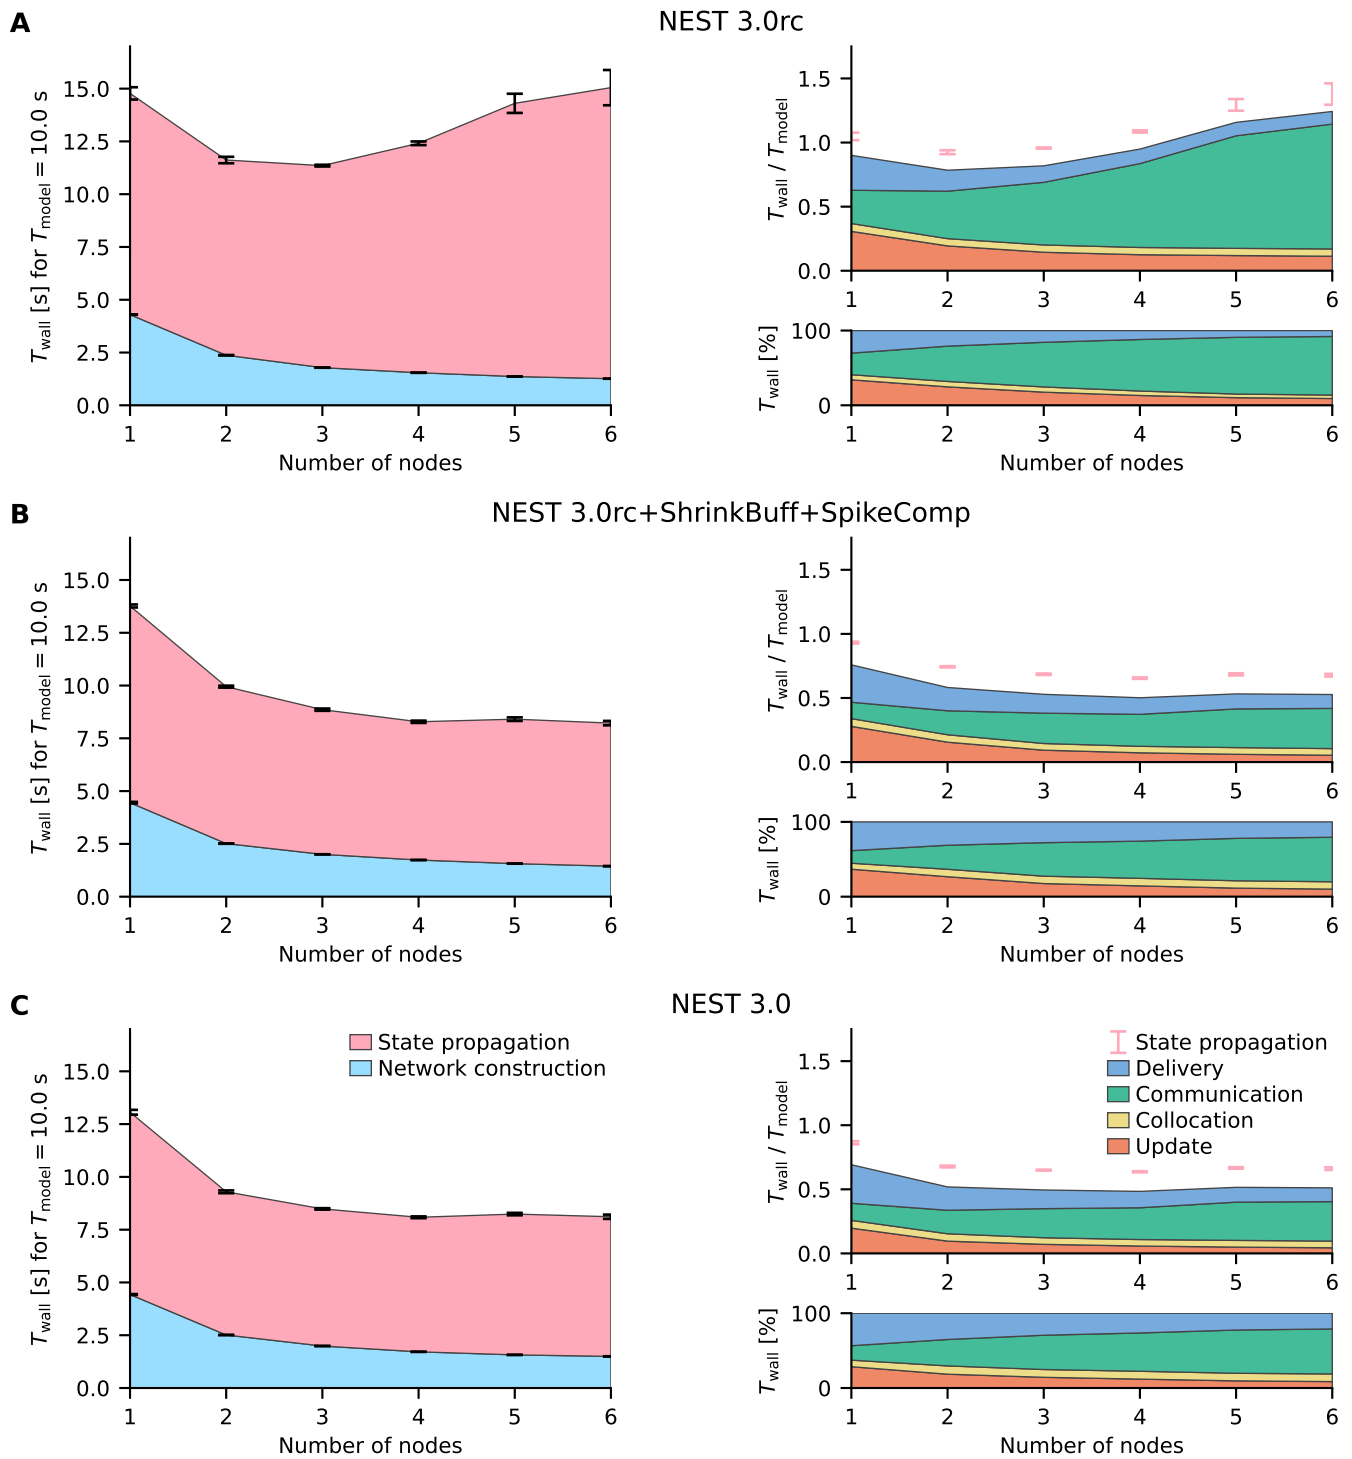 A
NEST 3.0rc
T_wall [s] for T_model = 10.0 s
15.0
12.5
10.0
7.5
5.0
2.5
0.0
1 2 3 4 5 6
Number of nodes
T_wall / T_model
1.5
1.0
0.5
0.0
1 2 3 4 5 6
T_wall [%]
100
0
1 2 3 4 5 6
Number of nodes
B
NEST 3.0rc+ShrinkBuff+SpikeComp
T_wall [s] for T_model = 10.0 s
15.0
12.5
10.0
7.5
5.0
2.5
0.0
1 2 3 4 5 6
Number of nodes
T_wall / T_model
1.5
1.0
0.5
0.0
1 2 3 4 5 6
T_wall [%]
100
0
1 2 3 4 5 6
Number of nodes
C
NEST 3.0
T_wall [s] for T_model = 10.0 s
15.0
12.5
10.0
7.5
5.0
2.5
0.0
State propagation
Network construction
1 2 3 4 5 6
Number of nodes
T_wall / T_model
1.5
1.0
0.5
0.0
State propagation
Delivery
Communication
Collocation
Update
1 2 3 4 5 6
T_wall [%]
100
0
1 2 3 4 5 6
Number of nodes